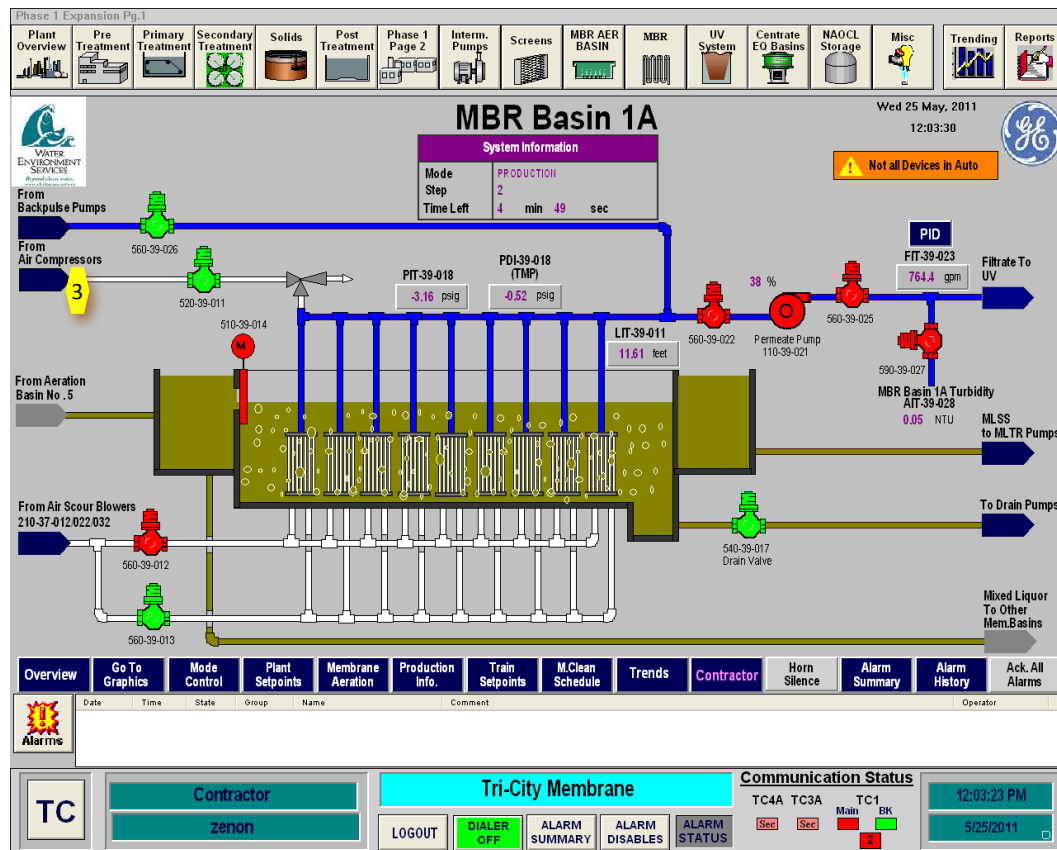 Phase 1 Expansion Pg.1
Plant
Overview
Pre
Treatment
Primary
Treatment
Secondary
Treatment
Solids
Post
Treatment
Phase 1
Page 2
Interm.
Pumps
Screens
MBR AER
BASIN
MBR
UV
System
Centrate
EQ Basins
NAOCL
Storage
Misc
Trending
Reports
WATER
ENVIRONMENT
SERVICES
MBR Basin 1A
Wed 25 May, 2011
12:03:30
GE
System Information
Mode PRODUCTION
Step 2
Time Left 4 min 49 sec
! Not all Devices in Auto
From
Backpulse Pumps
560-39-026
From
Air Compressors
3
520-39-011
PIT-39-018
-3.16 psig
PDI-39-018
(TMP)
-0.52 psig
PID
FIT-39-023
764.4 gpm
Filtrate To
UV
38 %
560-39-025
560-39-022
Permeate Pump
110-39-021
LIT-39-011
11.61 feet
510-39-014
M
590-39-027
MBR Basin 1A Turbidity
AIT-39-028
0.05 NTU
From Aeration
Basin No .5
MLSS
to MLTR Pumps
From Air Scour Blowers
210-37-012/022/032
560-39-012
560-39-013
To Drain Pumps
540-39-017
Drain Valve
Mixed Liquor
To Other
Mem.Basins
Overview
Go To
Graphics
Mode
Control
Plant
Setpoints
Membrane
Aeration
Production
Info.
Train
Setpoints
M.Clean
Schedule
Trends
Contractor
Horn
Silence
Alarm
Summary
Alarm
History
Ack. All
Alarms
Alarms
Date Time State Group Name Comment Operator
TC
Contractor
zenon
Tri-City Membrane
LOGOUT
DIALER
OFF
ALARM
SUMMARY
ALARM
DISABLES
ALARM
STATUS
Communication Status
TC4A TC3A TC1
Main BK
Sec Sec
2
12:03:23 PM
5/25/2011